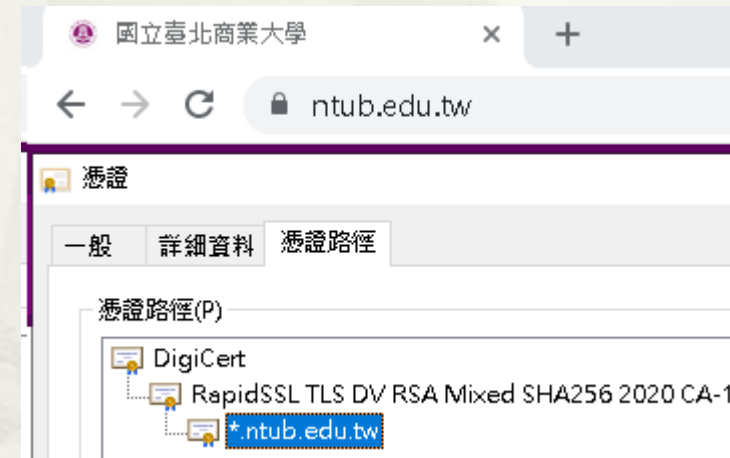 國立臺北商業大學
ntub.edu.tw
憑證
一般 詳細資料 憑證路徑
憑證路徑(P)
DigiCert
RapidSSL TLS DV RSA Mixed SHA256 2020 CA-1
*.ntub.edu.tw